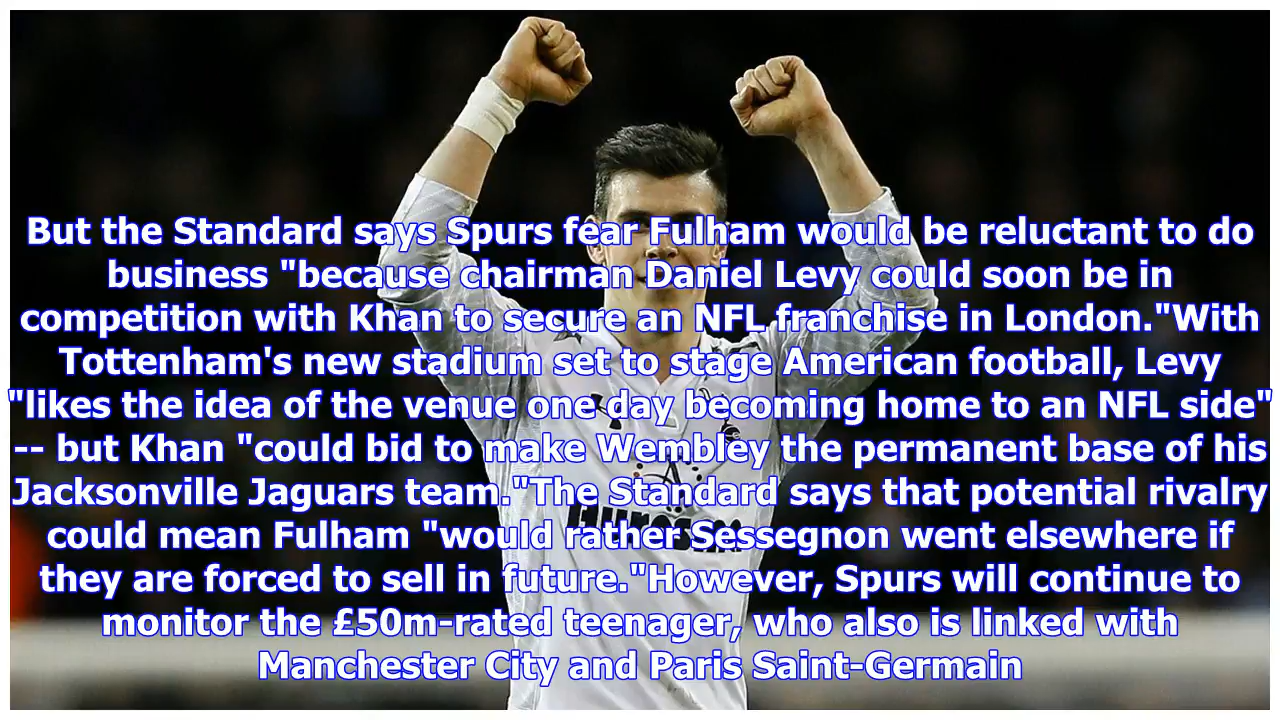 But the Standard says Spurs fear Fulham would be reluctant to do
business "because chairman Daniel Levy could soon be in
competition with Khan to secure an NFL franchise in London."With
Tottenham's new stadium set to stage American football, Levy
"likes the idea of the venue one day becoming home to an NFL side"
-- but Khan "could bid to make Wembley the permanent base of his
Jacksonville Jaguars team."The Standard says that potential rivalry
could mean Fulham "would rather Sessegnon went elsewhere if
they are forced to sell in future."However, Spurs will continue to
monitor the £50m-rated teenager, who also is linked with
Manchester City and Paris Saint-Germain